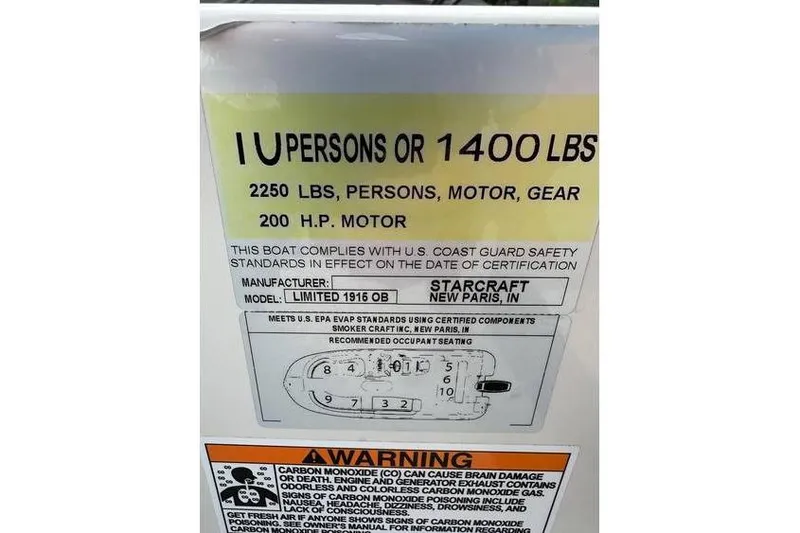 10 PERSONS OR 1400 LBS
2250 LBS, PERSONS, MOTOR, GEAR
200 H.P. MOTOR
THIS BOAT COMPLIES WITH U.S. COAST GUARD SAFETY
STANDARDS IN EFFECT ON THE DATE OF CERTIFICATION
MANUFACTURER: STARCRAFT
MODEL: LIMITED 1916 OB NEW PARIS, IN
MEETS U.S. EPA EVAP STANDARDS USING CERTIFIED COMPONENTS
SMOKER CRAFT INC, NEW PARIS, IN
RECOMMENDED OCCUPANT SEATING
8 4 1 5
6
10
9 7 3 2
WARNING
CARBON MONOXIDE (CO) CAN CAUSE BRAIN DAMAGE
OR DEATH. ENGINE AND GENERATOR EXHAUST CONTAINS
ODORLESS AND COLORLESS CARBON MONOXIDE GAS.
SIGNS OF CARBON MONOXIDE POISONING INCLUDE
NAUSEA, HEADACHE, DIZZINESS, DROWSINESS, AND
LACK OF CONSCIOUSNESS.
GET FRESH AIR IF ANYONE SHOWS SIGNS OF CARBON MONOXIDE
POISONING. SEE OWNER'S MANUAL FOR INFORMATION REGARDING
CARBON MONOXIDE POISONING